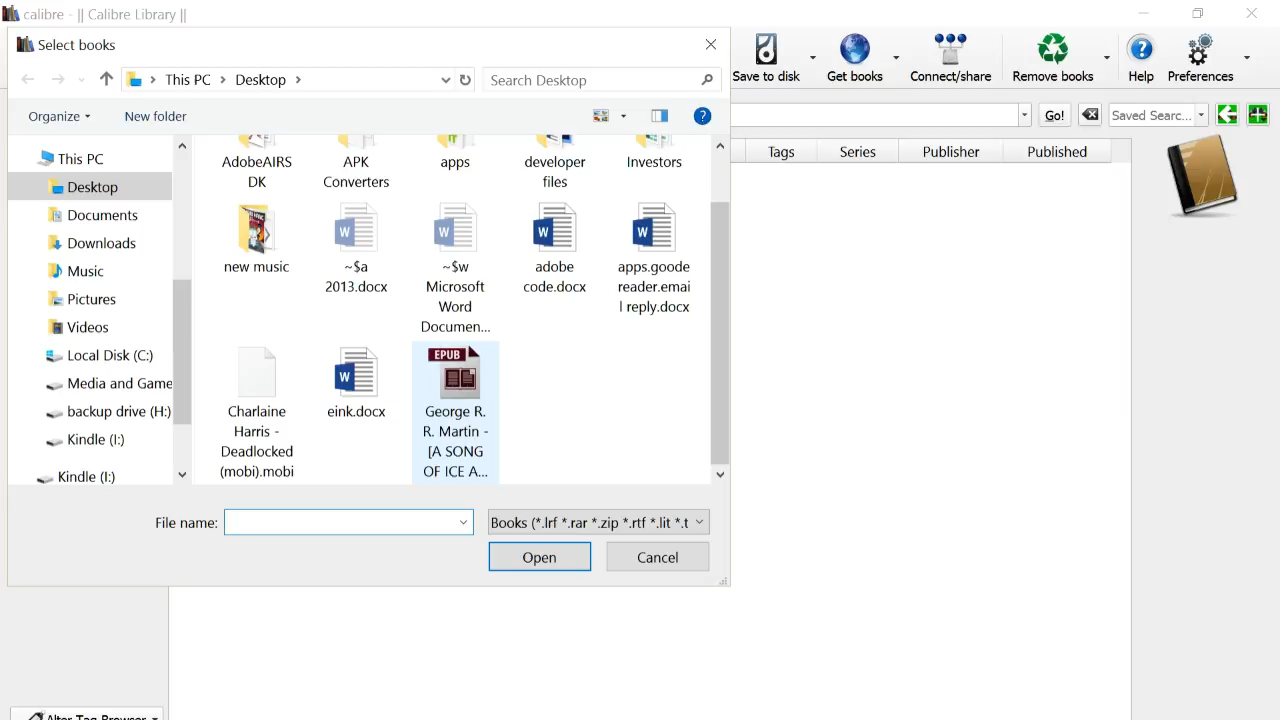 calibre - || Calibre Library ||
Select books
This PC
Desktop
Search Desktop
Organize
New folder
This PC
Desktop
Documents
Downloads
Music
Pictures
Videos
Local Disk (C:)
Media and Game
backup drive (H:)
Kindle (I:)
Kindle (I:)
AdobeAIRS
DK
APK
Converters
apps
developer
files
Investors
new music
~$a
2013.docx
~$w
Microsoft
Word
Documen...
adobe
code.docx
apps.goode
reader.emai
l reply.docx
Charlaine
Harris -
Deadlocked
(mobi).mobi
eink.docx
EPUB
George R.
R. Martin -
[A SONG
OF ICE A...
File name:
Books (*.lrf *.rar *.zip *.rtf *.lit *.t
Open
Cancel
Save to disk
Get books
Connect/share
Remove books
Help
Preferences
Go!
Saved Searc...
Tags
Series
Publisher
Published
Alter Tag Browser